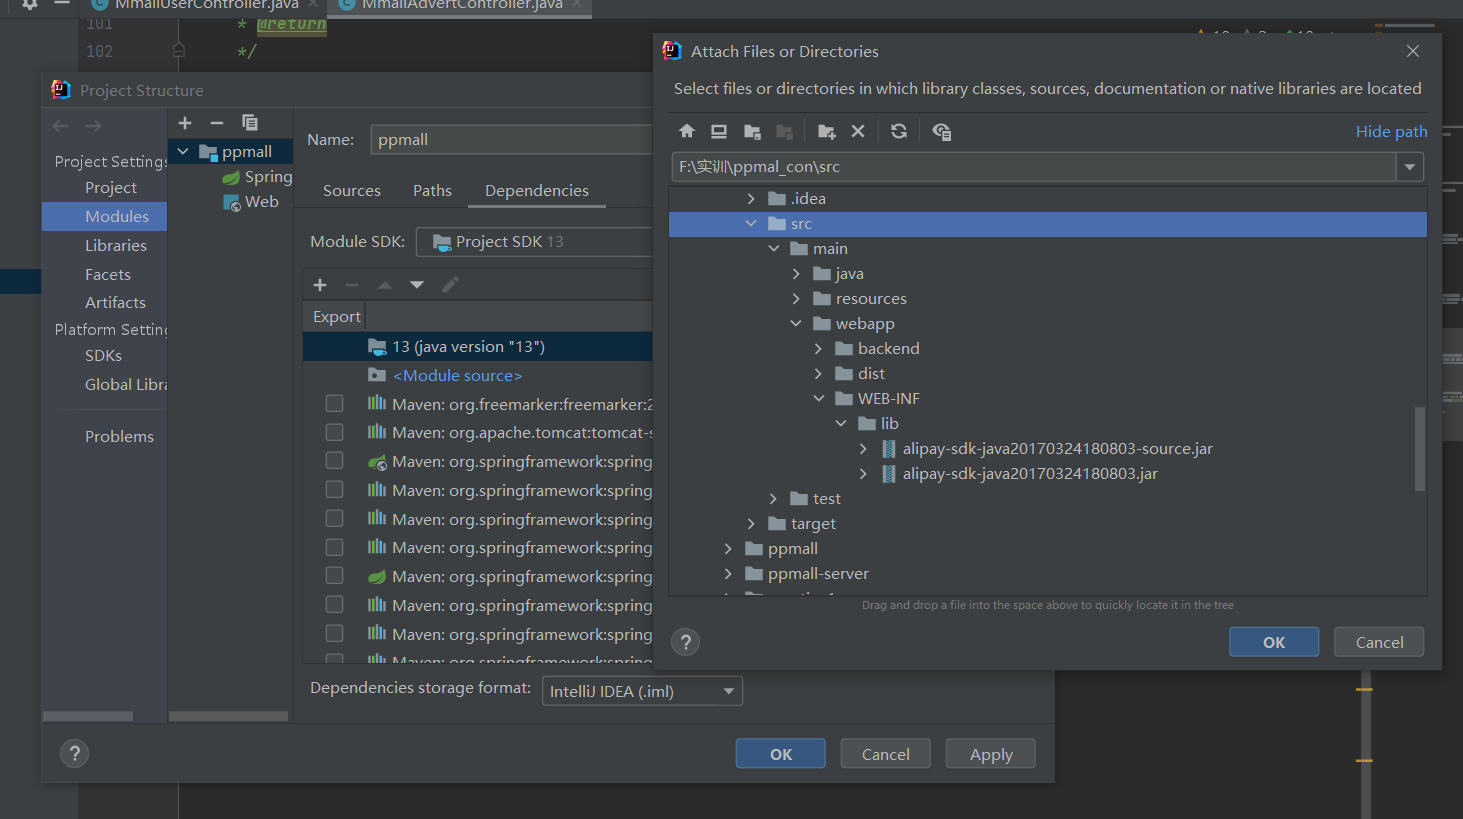 MmallUserController.java
MmallAdvertController.java
101
* @return
102
*/
Project Structure
Project Settings
Project
Modules
Libraries
Facets
Artifacts
SDKs
Problems
ppmall
Spring
Web
Name:
ppmall
Sources
Paths
Dependencies
Module SDK:
Project SDK 13
Export
13 (java version "13")
<Module source>
Maven: org.freemarker:freemarker:2
Maven: org.apache.tomcat:tomcat-s
Maven: org.springframework:spring
Maven: org.springframework:spring
Maven: org.springframework:spring
Maven: org.springframework:spring
Maven: org.springframework:spring
Maven: org.springframework:spring
Maven: org.springframework:spring
Maven: org.springframework:spring
Dependencies storage format:
IntelliJ IDEA (.iml)
?
OK
Cancel
Apply
Attach Files or Directories
Select files or directories in which library classes, sources, documentation or native libraries are located
Hide path
F:\实训\ppmal_con\src
.idea
src
main
java
resources
webapp
backend
dist
WEB-INF
lib
alipay-sdk-java20170324180803-source.jar
alipay-sdk-java20170324180803.jar
test
target
ppmall
ppmall-server
Drag and drop a file into the space above to quickly locate it in the tree
?
OK
Cancel